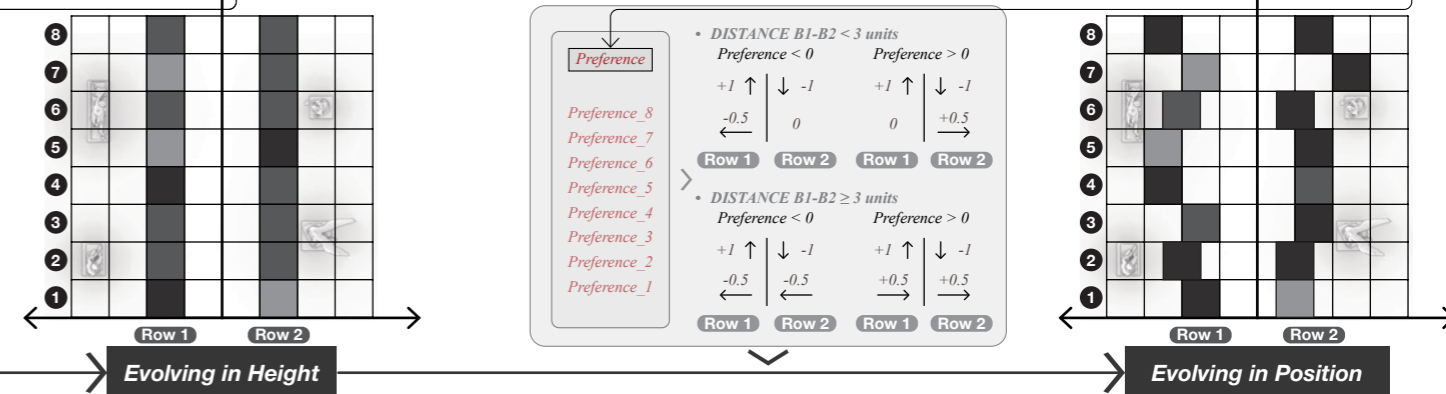 8
7
6
5
4
3
2
1
Row 1 Row 2
Evolving in Height
Preference
Preference_8
Preference_7
Preference_6
Preference_5
Preference_4
Preference_3
Preference_2
Preference_1
• DISTANCE B1-B2 < 3 units
Preference < 0 Preference > 0
+1 ↑ ↓ -1 +1 ↑ ↓ -1
-0.5 0 0 +0.5
Row 1 Row 2 Row 1 Row 2
• DISTANCE B1-B2 ≥ 3 units
Preference < 0 Preference > 0
+1 ↑ ↓ -1 +1 ↑ ↓ -1
-0.5 -0.5 +0.5 +0.5
Row 1 Row 2 Row 1 Row 2
8
7
6
5
4
3
2
1
Row 1 Row 2
Evolving in Position